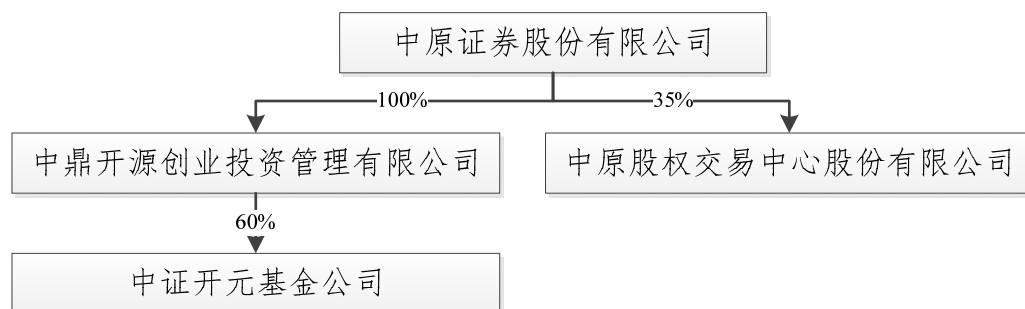 中原证券股份有限公司
100%
35%
中鼎开源创业投资管理有限公司
中原股权交易中心股份有限公司
60%
中证开元基金公司